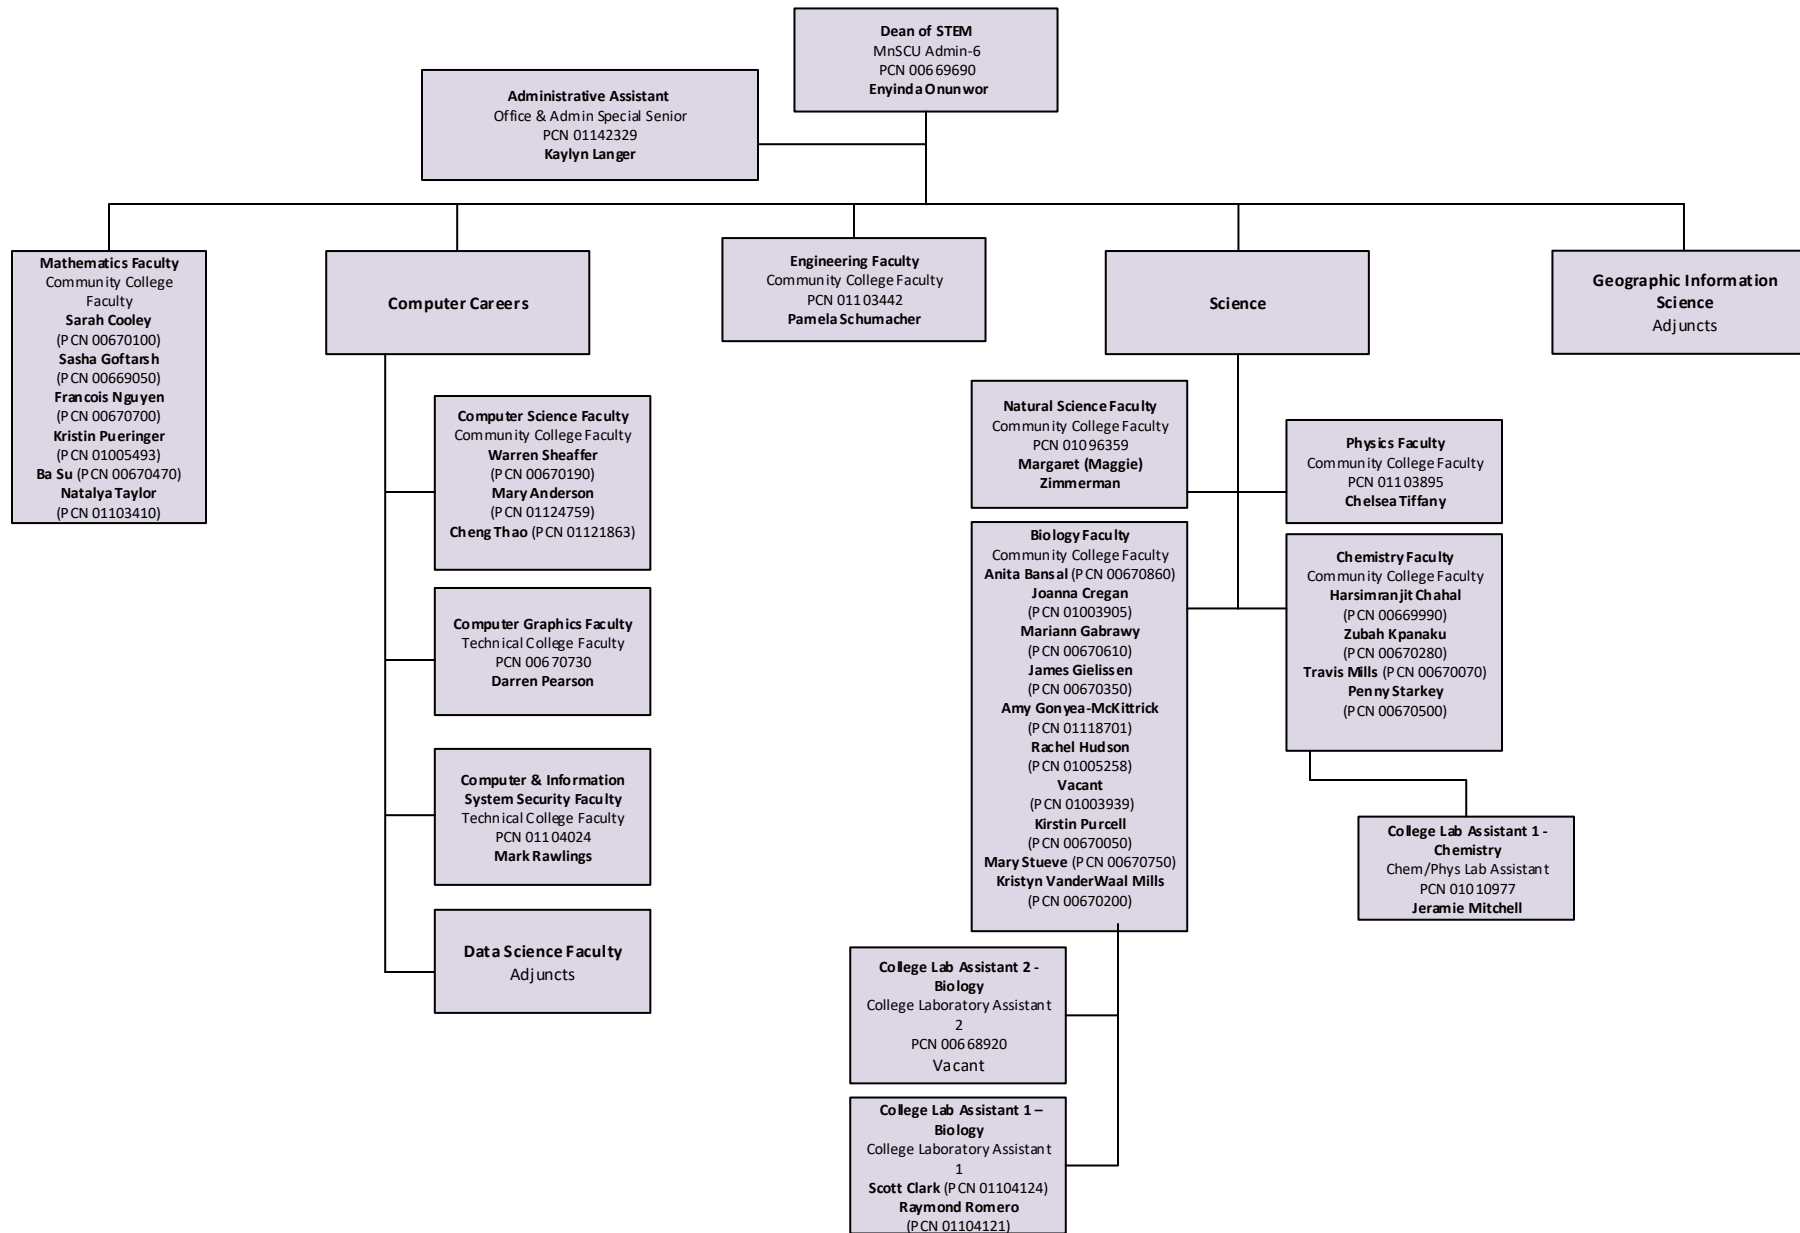 Dean of STEM
MnSCU Admin-6
PCN 00669690
Enyinda Onunwor
Administrative Assistant
Office & Admin Special Senior
PCN 01142329
Kaylyn Langer
Mathematics Faculty
Community College
Faculty
Sarah Cooley
(PCN 00670100)
Sasha Goftarsh
(PCN 00669050)
Francois Nguyen
(PCN 00670700)
Kristin Pueringer
(PCN 01005493)
Ba Su (PCN 00670470)
Natalya Taylor
(PCN 01103410)
Computer Careers
Computer Science Faculty
Community College Faculty
Warren Sheaffer
(PCN 00670190)
Mary Anderson
(PCN 01124759)
Cheng Thao (PCN 01121863)
Computer Graphics Faculty
Technical College Faculty
PCN 00670730
Darren Pearson
Computer & Information
System Security Faculty
Technical College Faculty
PCN 01104024
Mark Rawlings
Data Science Faculty
Adjuncts
Engineering Faculty
Community College Faculty
PCN 01103442
Pamela Schumacher
Science
Natural Science Faculty
Community College Faculty
PCN 01096359
Margaret (Maggie)
Zimmerman
Biology Faculty
Community College Faculty
Anita Bansal (PCN 00670860)
Joanna Cregan
(PCN 01003905)
Mariann Gabrawy
(PCN 00670610)
James Gielissen
(PCN 00670350)
Amy Gonyea-McKittrick
(PCN 01118701)
Rachel Hudson
(PCN 01005258)
Vacant
(PCN 01003939)
Kirstin Purcell
(PCN 00670050)
Mary Stueve (PCN 00670750)
Kristyn VanderWaal Mills
(PCN 00670200)
College Lab Assistant 2 -
Biology
College Laboratory Assistant
2
PCN 00668920
Vacant
College Lab Assistant 1 –
Biology
College Laboratory Assistant
1
Scott Clark (PCN 01104124)
Raymond Romero
(PCN 01104121)
Physics Faculty
Community College Faculty
PCN 01103895
Chelsea Tiffany
Chemistry Faculty
Community College Faculty
Harsimranjit Chahal
(PCN 00669990)
Zubah Kpanaku
(PCN 00670280)
Travis Mills (PCN 00670070)
Penny Starkey
(PCN 00670500)
College Lab Assistant 1 -
Chemistry
Chem/Phys Lab Assistant
PCN 01010977
Jeramie Mitchell
Geographic Information
Science
Adjuncts